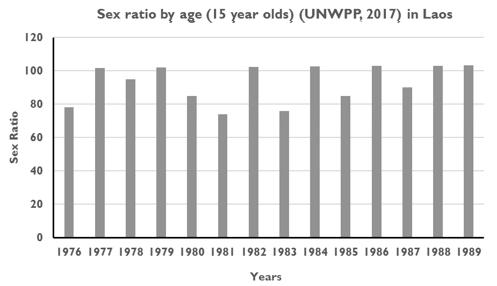 Sex ratio by age (15 year olds) (UNWPP, 2017) in Laos
120
100
80
60
40
20
0
Sex Ratio
1976 1977 1978 1979 1980 1981 1982 1983 1984 1985 1986 1987 1988 1989
Years